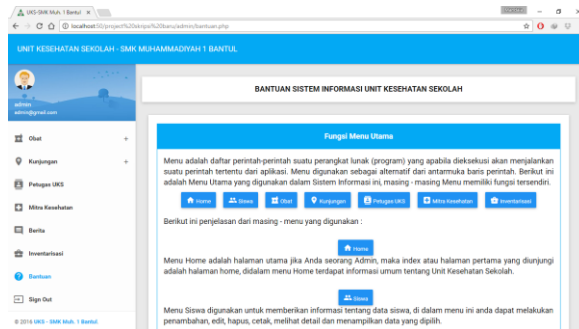 UKS-SMK Muh. 1 Bantul
localhost:50/project%20skripsi%20baru/admin/bantuan.php
UNIT KESEHATAN SEKOLAH - SMK MUHAMMADIYAH 1 BANTUL
admin
admin@gmail.com
Obat +
Kunjungan +
Petugas UKS
Mitra Kesehatan
Berita
Inventarisasi
Bantuan
Sign Out
© 2016 UKS - SMK Muh. 1 Bantul.
BANTUAN SISTEM INFORMASI UNIT KESEHATAN SEKOLAH
Fungsi Menu Utama
Menu adalah daftar perintah-perintah suatu perangkat lunak (program) yang apabila dieksekusi akan menjalankan
suatu perintah tertentu dari aplikasi. Menu digunakan sebagai alternatif dari antarmuka baris perintah. Berikut ini
adalah Menu Utama yang digunakan dalam Sistem Informasi ini, masing - masing Menu memiliki fungsi tersendiri.
Home Siswa Obat Kunjungan Petugas UKS Mitra Kesehatan Inventarisasi
Berikut ini penjelasan dari masing - menu yang digunakan :
Home
Menu Home adalah halaman utama jika Anda seorang Admin, maka index atau halaman pertama yang diunjungi
adalah halaman home, didalam menu Home terdapat informasi umum tentang Unit Kesehatan Sekolah.
Siswa
Menu Siswa digunakan untuk memberikan informasi tentang data siswa, di dalam menu ini anda dapat melakukan
penambahan, edit, hapus, cetak, melihat detail dan menampilkan data yang dipilih.